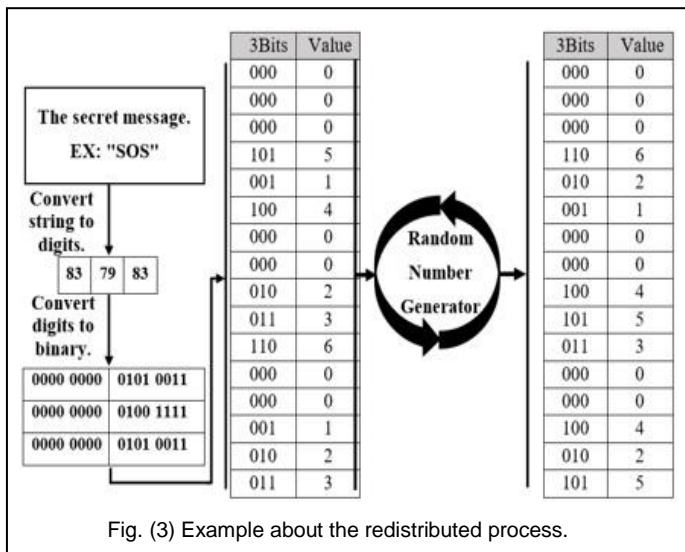 The secret message.
EX: "SOS"
Convert
string to
digits.
83 79 83
Convert
digits to
binary.
0000 0000 0101 0011
0000 0000 0100 1111
0000 0000 0101 0011
3Bits Value
000 0
000 0
000 0
101 5
001 1
100 4
000 0
000 0
010 2
011 3
110 6
000 0
000 0
001 1
010 2
011 3
Random
Number
Generator
3Bits Value
000 0
000 0
000 0
110 6
010 2
001 1
000 0
000 0
100 4
101 5
011 3
000 0
000 0
100 4
010 2
101 5
Fig. (3) Example about the redistributed process.